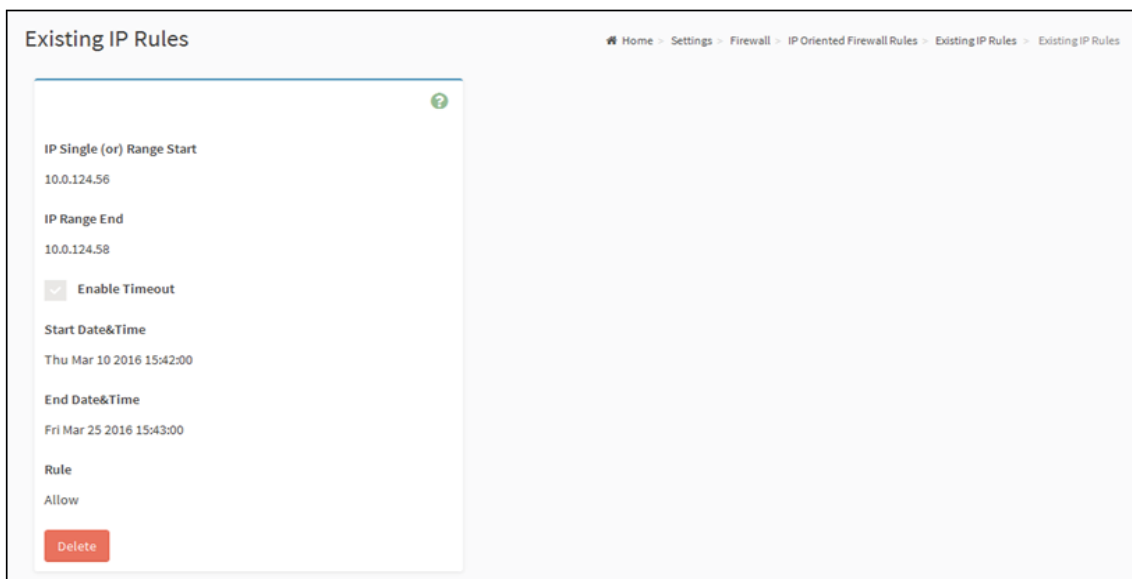 Existing IP Rules
Home > Settings > Firewall > IP Oriented Firewall Rules > Existing IP Rules > Existing IP Rules
IP Single (or) Range Start
10.0.124.56
IP Range End
10.0.124.58
Enable Timeout
Start Date&Time
Thu Mar 10 2016 15:42:00
End Date&Time
Fri Mar 25 2016 15:43:00
Rule
Allow
Delete